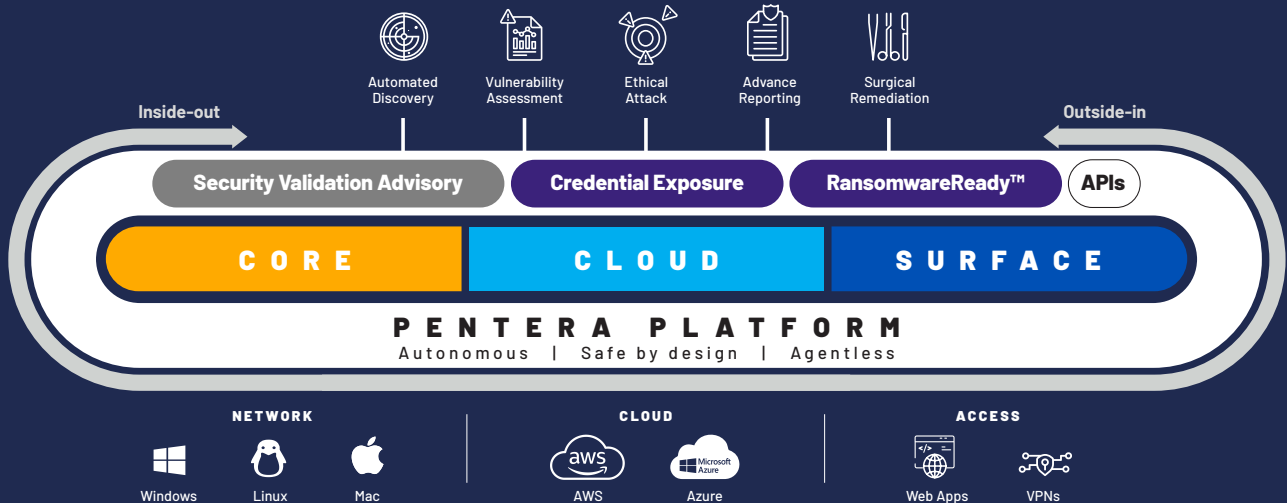 Automated
Discovery
Vulnerability
Assessment
Ethical
Attack
Advance
Reporting
Surgical
Remediation
Inside-out
Outside-in
Security Validation Advisory
Credential Exposure
RansomwareReady™
APIs
CORE
CLOUD
SURFACE
PENTERA PLATFORM
Autonomous | Safe by design | Agentless
NETWORK
CLOUD
ACCESS
aws
Microsoft
Azure
</>
Windows
Linux
Mac
AWS
Azure
Web Apps
VPNs